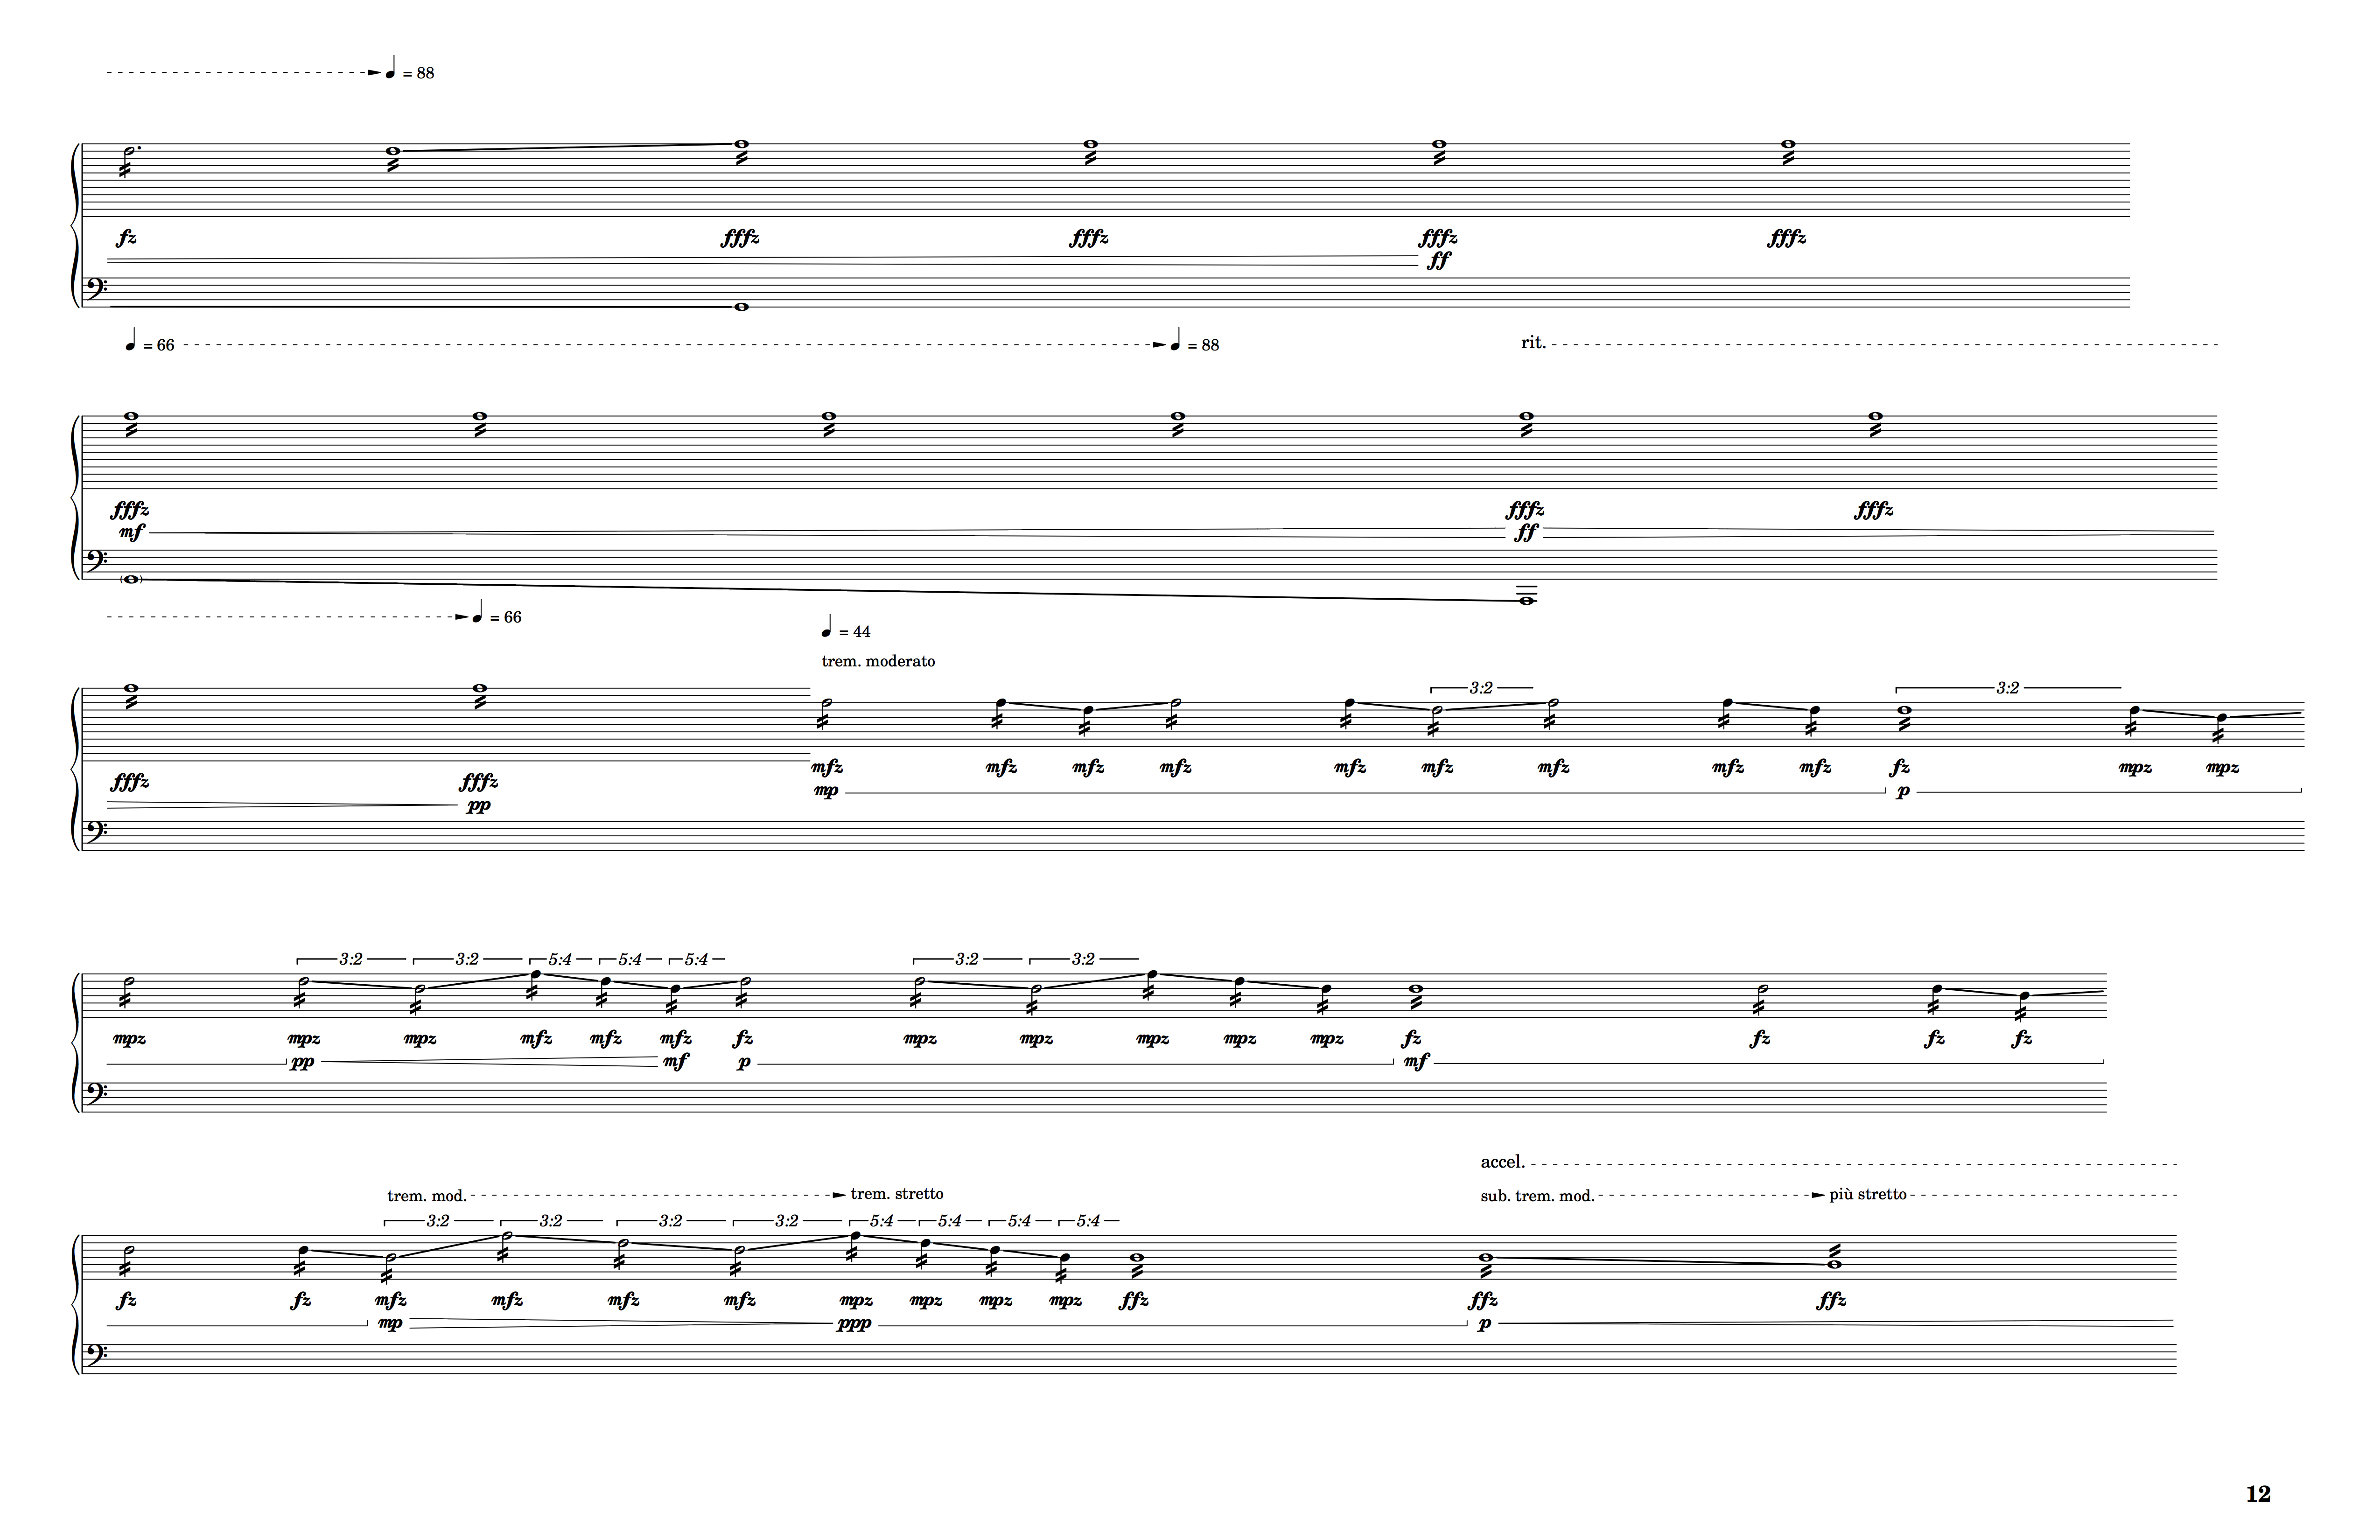 = 88
fz fffz fffz fffz fffz
ff
= 66 = 88 rit.
fffz fffz fffz
mf ff
= 66 = 44
trem. moderato
3:2 3:2
fffz fffz mfz mfz mfz mfz mfz mfz mfz mfz mfz fz mpz mpz
pp mp p
3:2 3:2 5:4 5:4 5:4 3:2 3:2
mpz mpz mpz mfz mfz mfz fz mpz mpz mpz mpz mpz fz fz fz fz
pp mf p mf
accel.
trem. mod. trem. stretto sub. trem. mod. più stretto
3:2 3:2 3:2 3:2 5:4 5:4 5:4 5:4
fz fz mfz mfz mfz mfz mpz mpz mpz mpz ffz ffz ffz
mp ppp p
12